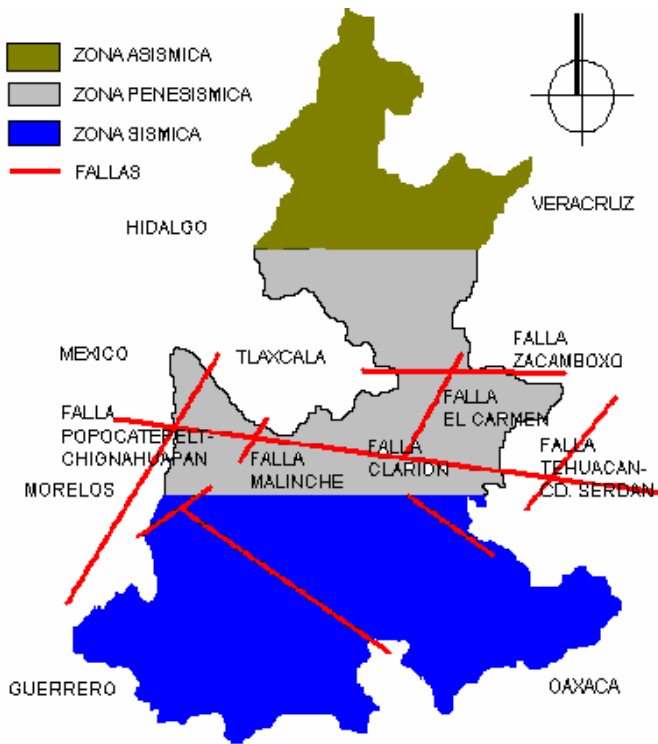 ZONA ASISMICA
ZONA PENESISMICA
ZONA SISMICA
FALLAS
VERACRUZ
HIDALGO
MEXICO
TLAXCALA
FALLA
ZACAMBOXO
FALLA
EL CARMEN
FALLA
POPOCATEPELT-
CHIGNAHUAPAN
FALLA
MALINCHE
FALLA
CLARION
FALLA
TEHUACAN-
CD. SERDAN
MORELOS
GUERRERO
OAXACA